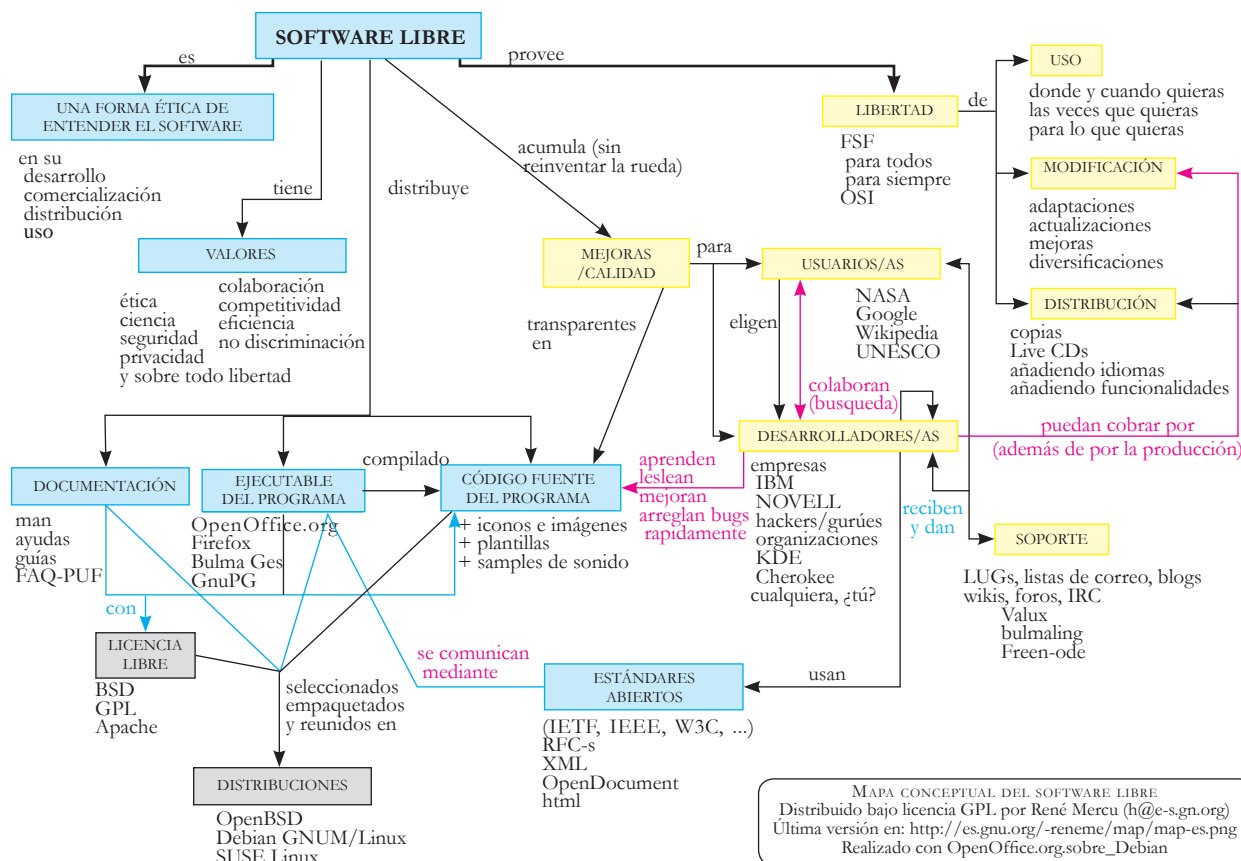 SOFTWARE LIBRE
es
provee
UNA FORMA ÉTICA DE
ENTENDER EL SOFTWARE
en su
desarrollo
comercialización
distribución
uso
tiene
distribuye
acumula (sin
reinventar la rueda)
LIBERTAD
FSF
para todos
para siempre
OSI
de
USO
donde y cuando quieras
las veces que quieras
para lo que quieras
MODIFICACIÓN
adaptaciones
actualizaciones
mejoras
diversificaciones
DISTRIBUCIÓN
copias
Live CDs
añadiendo idiomas
añadiendo funcionalidades
VALORES
colaboración
competitividad
eficiencia
no discriminación
ética
ciencia
seguridad
privacidad
y sobre todo libertad
MEJORAS
/CALIDAD
para
USUARIOS/AS
NASA
Google
Wikipedia
UNESCO
transparentes
en
eligen
colaboran
(busqueda)
DESARROLLADORES/AS
empresas
IBM
NOVELL
hackers/gurúes
organizaciones
KDE
Cherokee
cualquiera, ¿tú?
puedan cobrar por
(además de por la producción)
aprenden
leslean
mejoran
arreglan bugs
rapidamente
reciben
y dan
SOPORTE
LUGs, listas de correo, blogs
wikis, foros, IRC
Valux
bulmaling
Freen-ode
DOCUMENTACIÓN
man
ayudas
guías
FAQ-PUF
EJECUTABLE
DEL PROGRAMA
OpenOffice.org
Firefox
Bulma Ges
GnuPG
compilado
CÓDIGO FUENTE
DEL PROGRAMA
+ iconos e imágenes
+ plantillas
+ samples de sonido
con
LICENCIA
LIBRE
BSD
GPL
Apache
seleccionados
empaquetados
y reunidos en
se comunican
mediante
ESTÁNDARES
ABIERTOS
(IETF, IEEE, W3C, ...)
RFC-s
XML
OpenDocument
html
usan
DISTRIBUCIONES
OpenBSD
Debian GNUM/Linux
SUSE Linux
MAPA CONCEPTUAL DEL SOFTWARE LIBRE
Distribuido bajo licencia GPL por René Mercu (h@e-s.gn.org)
Última versión en: http://es.gnu.org/-reneme/map/map-es.png
Realizado con OpenOffice.org.sobre_Debian